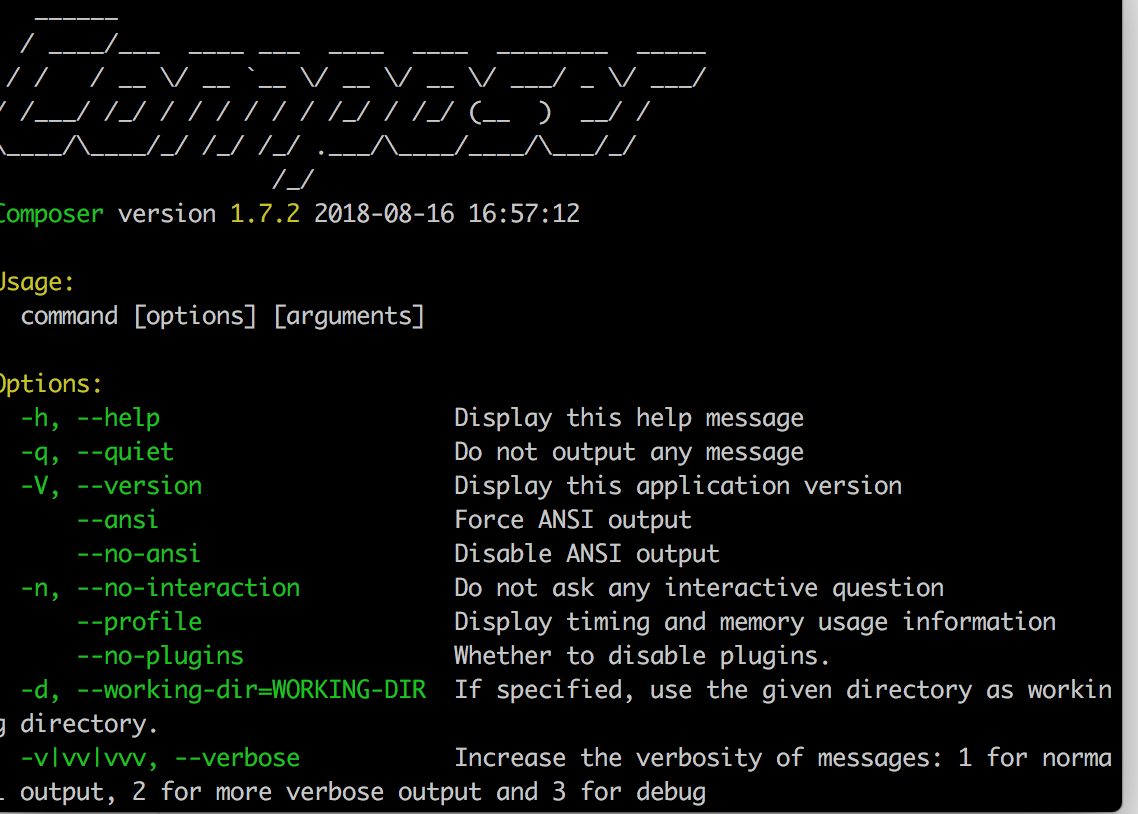 ______
  / ____/___  ____ ___  ____  ____  ________  _____
 / /   / __ \/ __ `__ \/ __ \/ __ \/ ___/ _ \/ ___/
/ /___/ /_/ / / / / / / /_/ / /_/ (__  )  __/ /
\____/\____/_/ /_/ /_/ .___/\____/____/\___/_/
                    /_/
Composer version 1.7.2 2018-08-16 16:57:12
Usage:
command [options] [arguments]
Options:
-h, --help Display this help message
-q, --quiet Do not output any message
-V, --version Display this application version
--ansi Force ANSI output
--no-ansi Disable ANSI output
-n, --no-interaction Do not ask any interactive question
--profile Display timing and memory usage information
--no-plugins Whether to disable plugins.
-d, --working-dir=WORKING-DIR If specified, use the given directory as workin
g directory.
-v|vv|vvv, --verbose Increase the verbosity of messages: 1 for norma
l output, 2 for more verbose output and 3 for debug